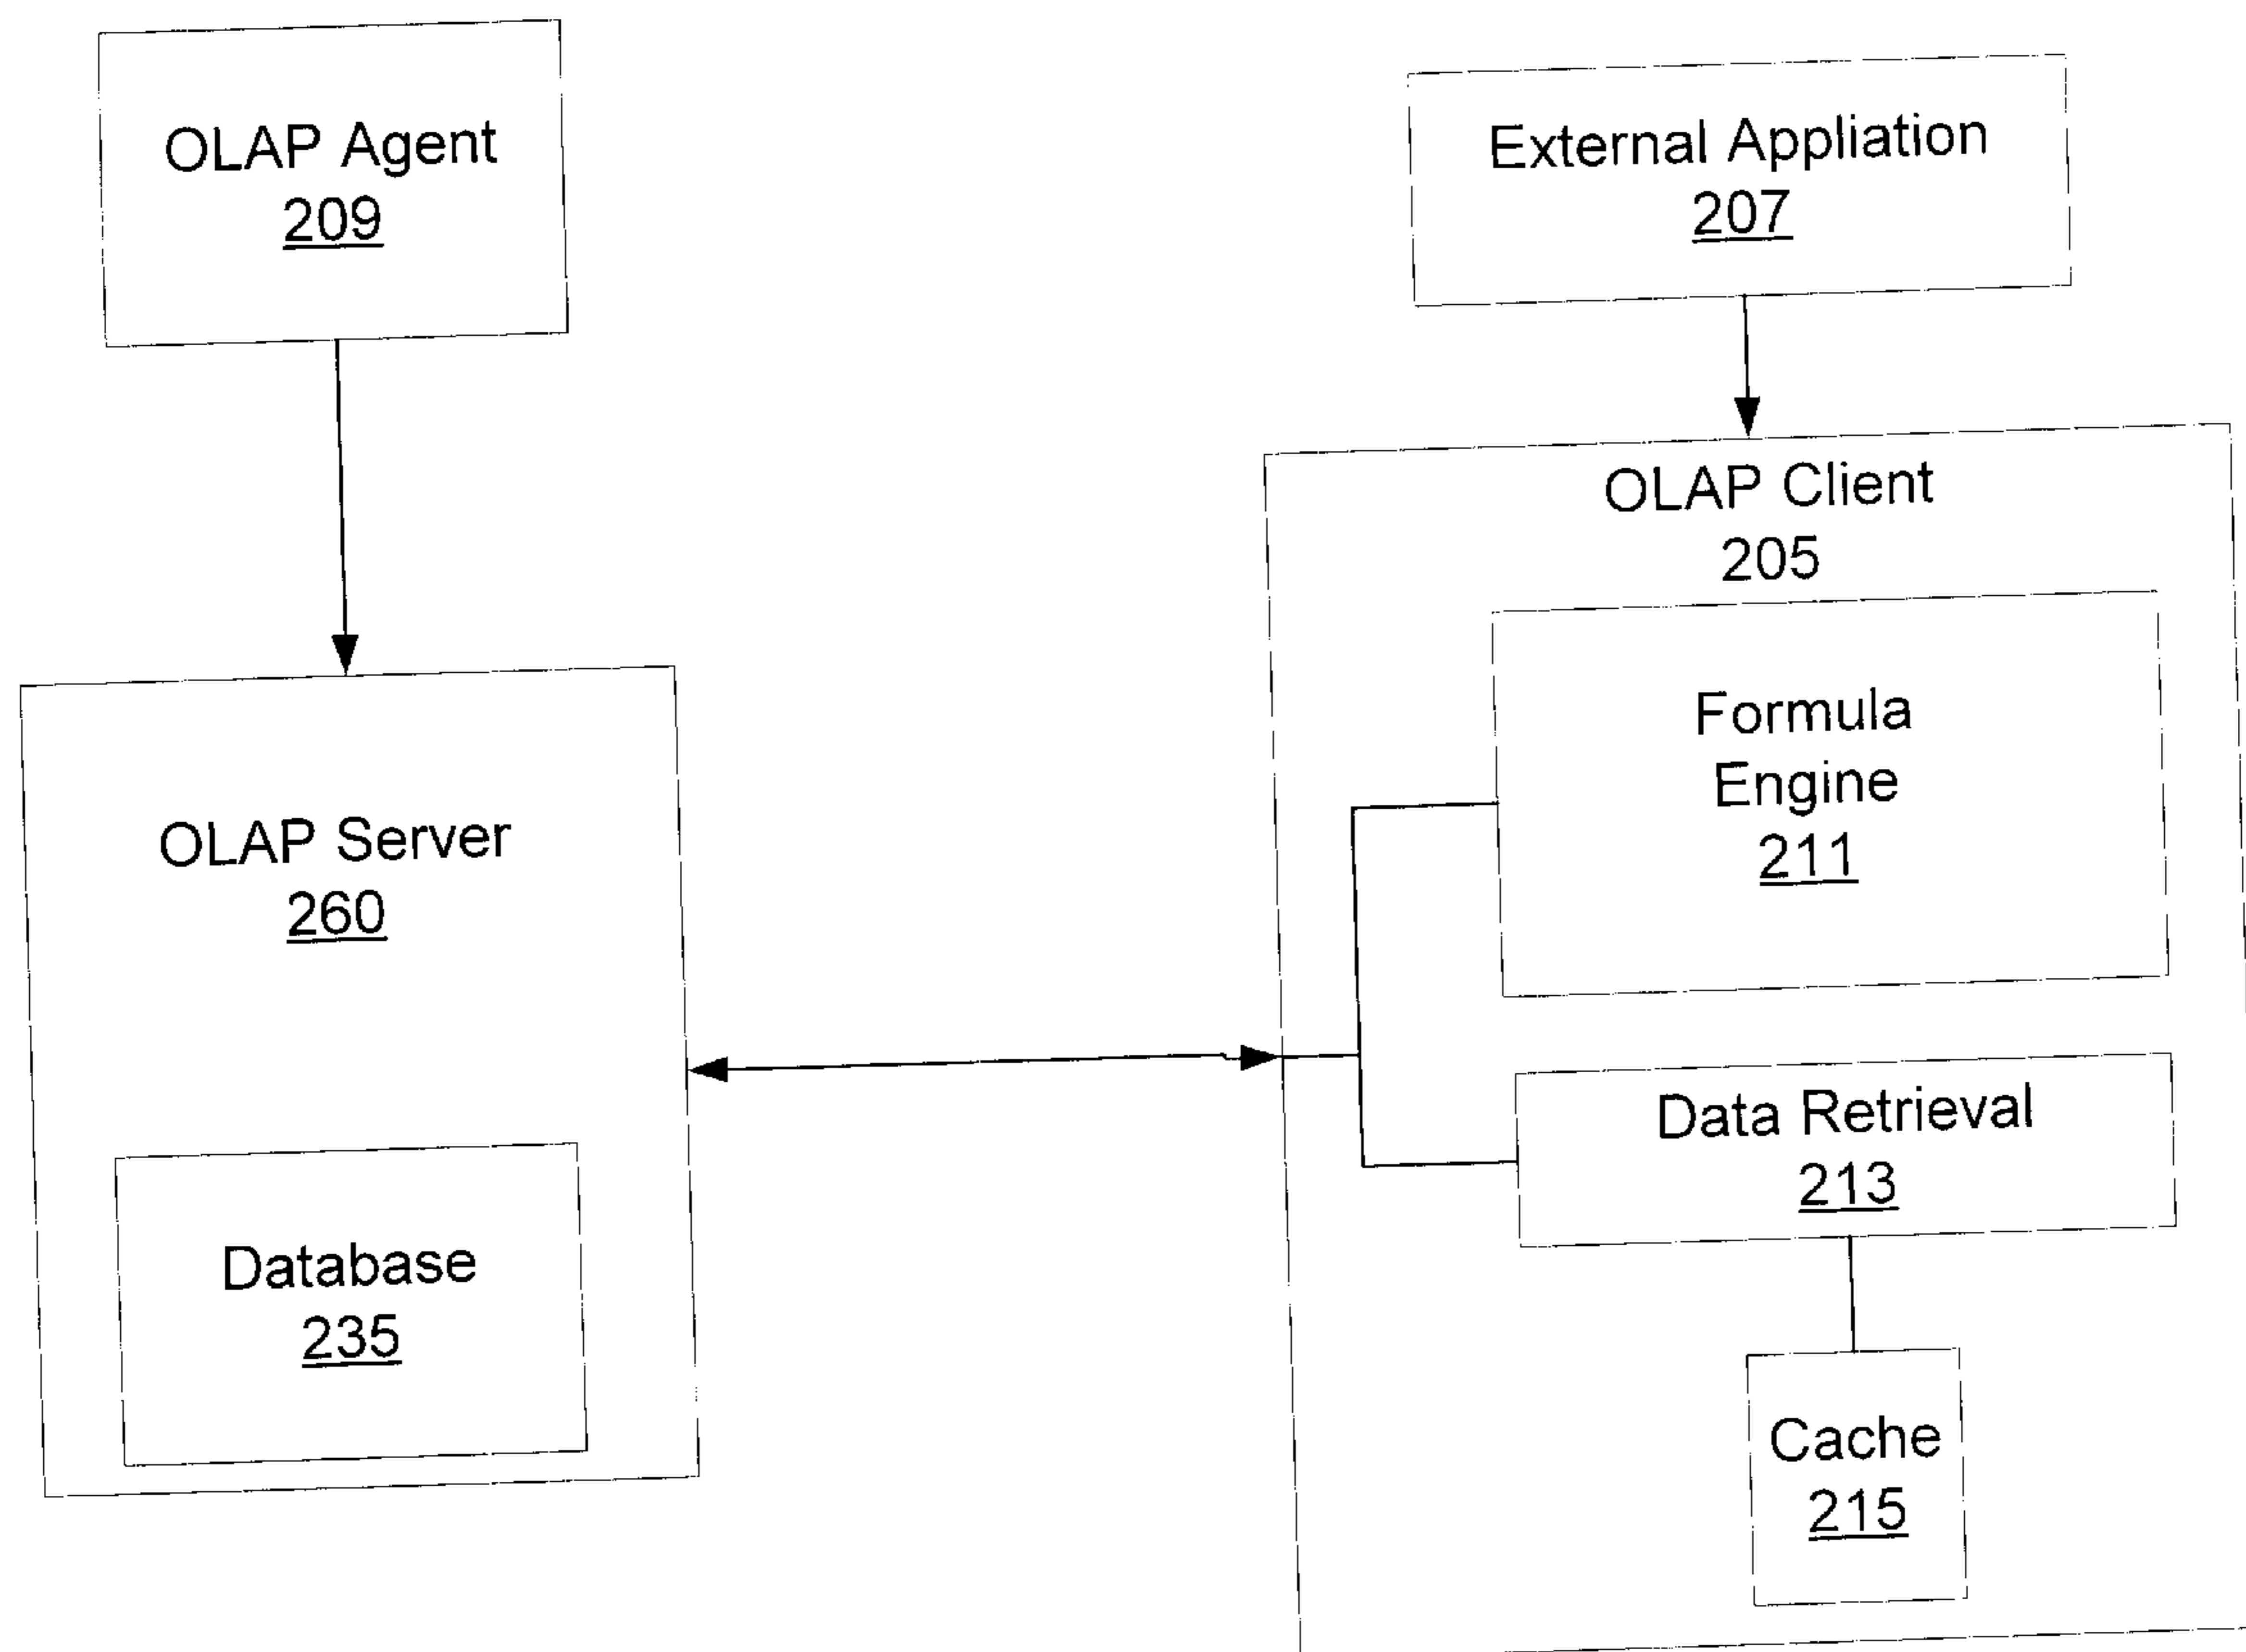 OLAP Agent
209
External Appliation
207
OLAP Client
205
Formula
Engine
211
OLAP Server
260
Data Retrieval
213
Database
235
Cache
215